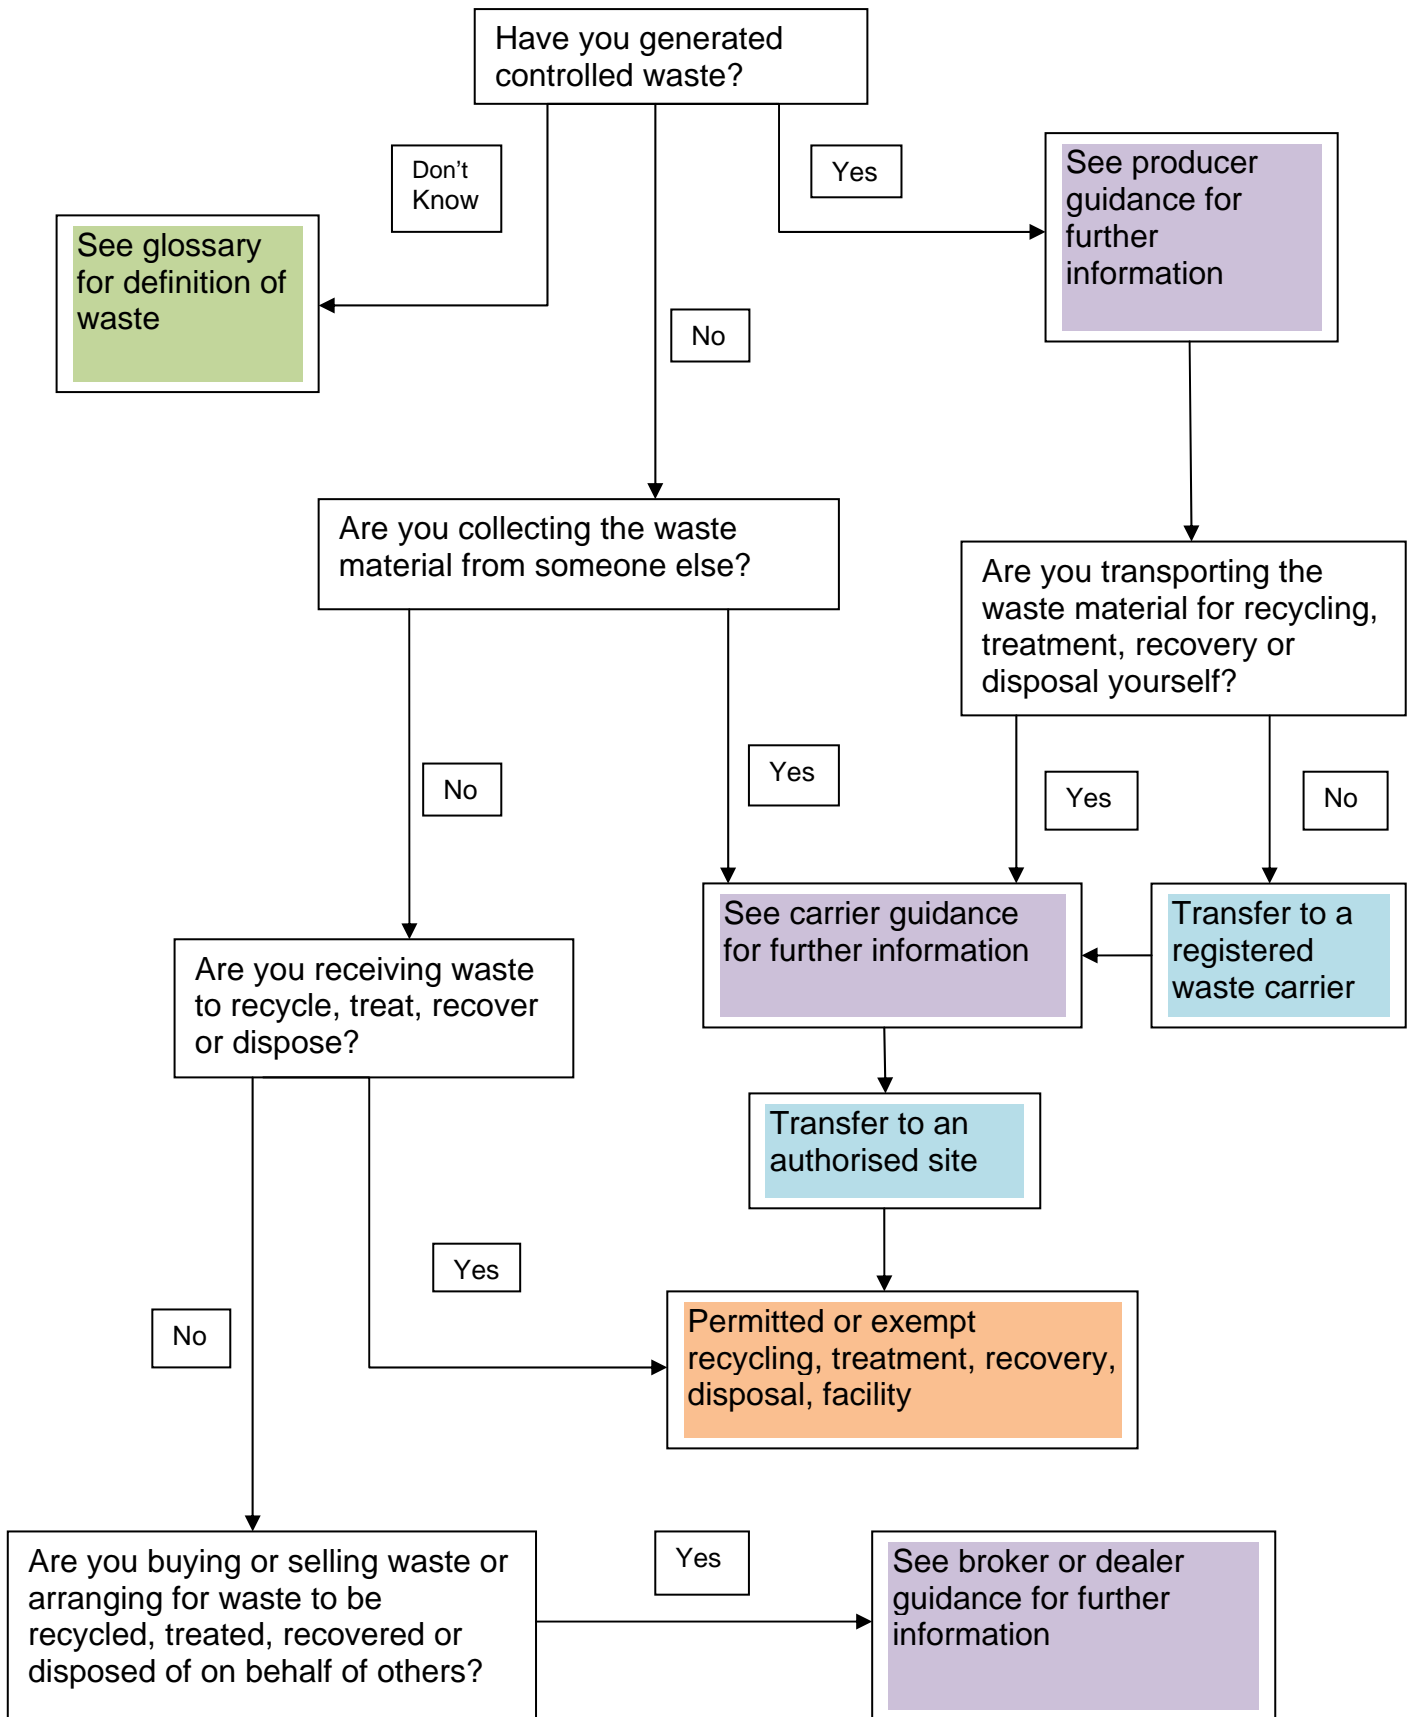 Have you generated
controlled waste?
Don't
Know
Yes
See producer
guidance for
further
information
See glossary
for definition of
waste
No
Are you collecting the waste
material from someone else?
Are you transporting the
waste material for recycling,
treatment, recovery or
disposal yourself?
No
Yes
Yes
No
See carrier guidance
for further information
Transfer to a
registered
waste carrier
Are you receiving waste
to recycle, treat, recover
or dispose?
Transfer to an
authorised site
Yes
No
Permitted or exempt
recycling, treatment, recovery,
disposal, facility
Are you buying or selling waste or
arranging for waste to be
recycled, treated, recovered or
disposed of on behalf of others?
Yes
See broker or dealer
guidance for further
information